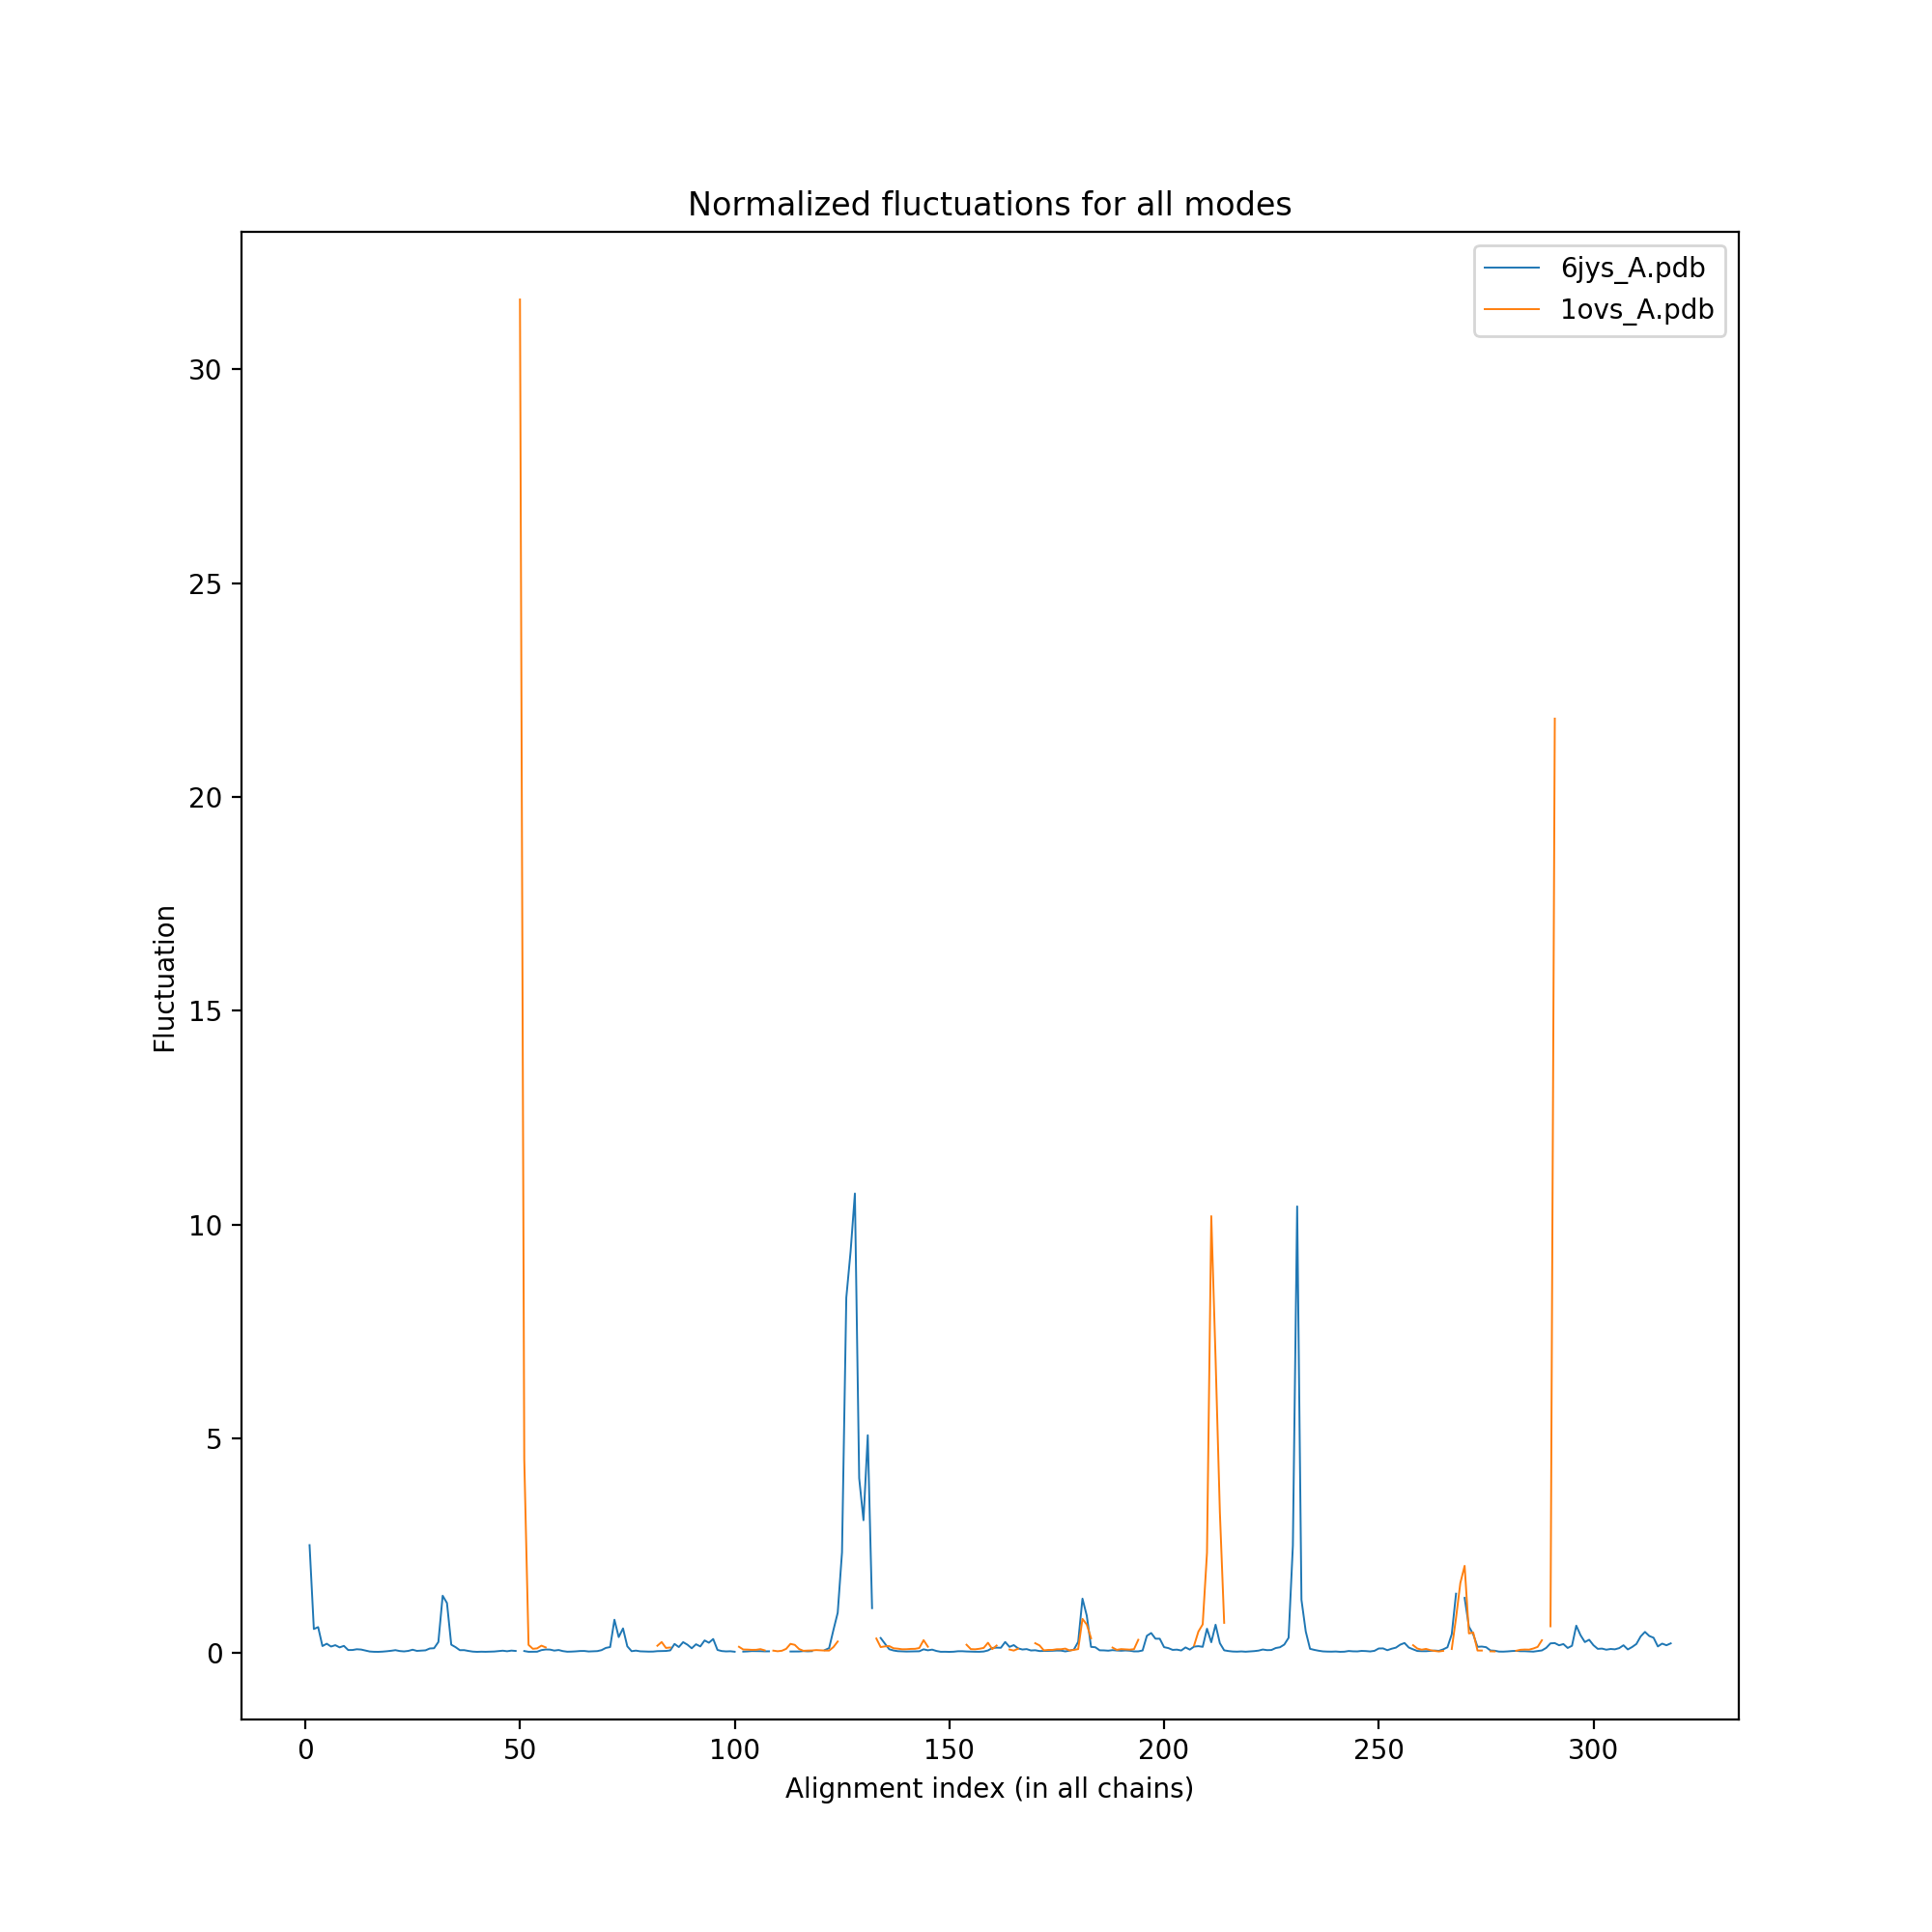 Normalized fluctuations for all modes
6jys_A.pdb
1ovs_A.pdb
Fluctuation
30
25
20
15
10
5
0
0 50 100 150 200 250 300
Alignment index (in all chains)